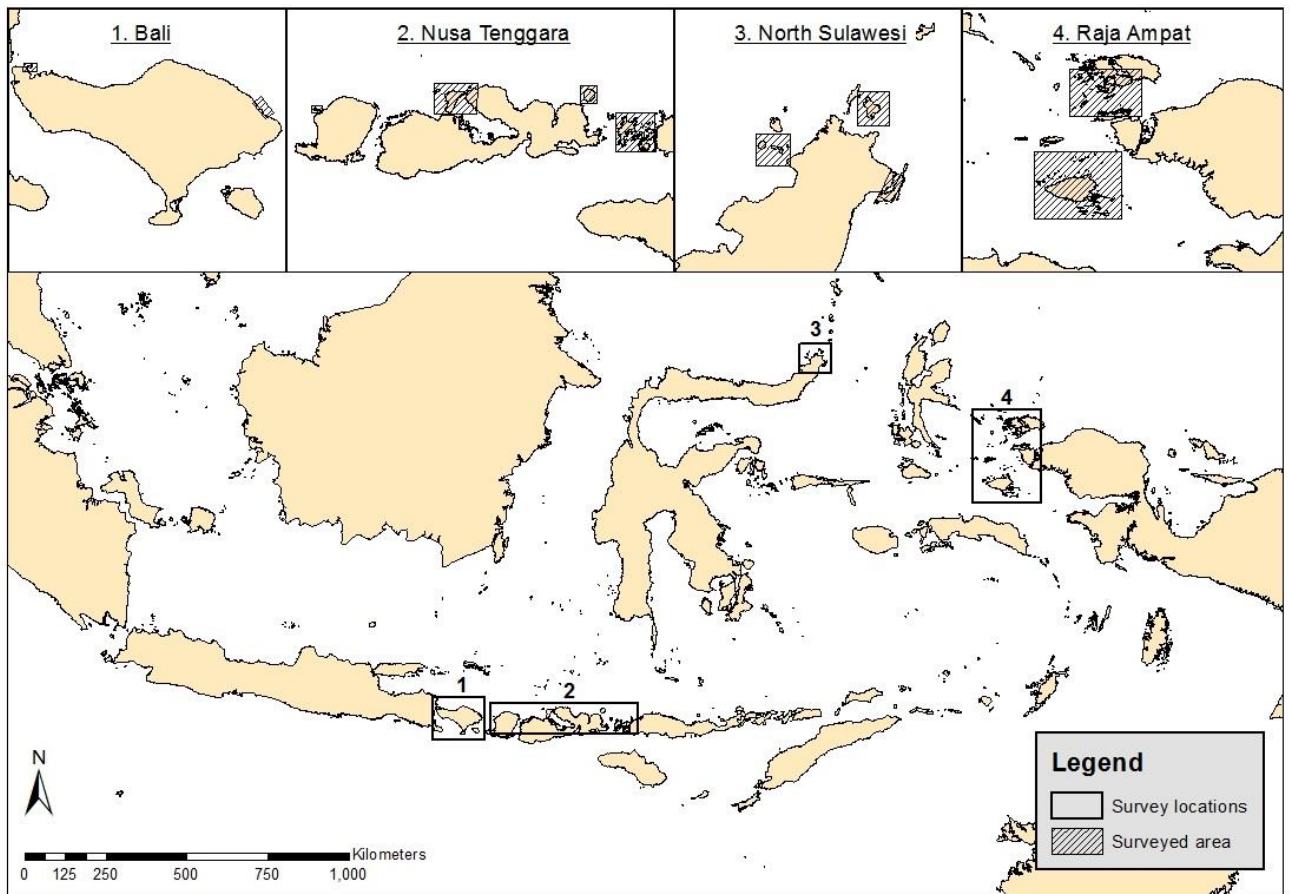 1. Bali
2. Nusa Tenggara
3. North Sulawesi
4. Raja Ampat
3
4
1
2
N
Legend
Survey locations
Surveyed area
Kilometers
0 125 250 500 750 1,000